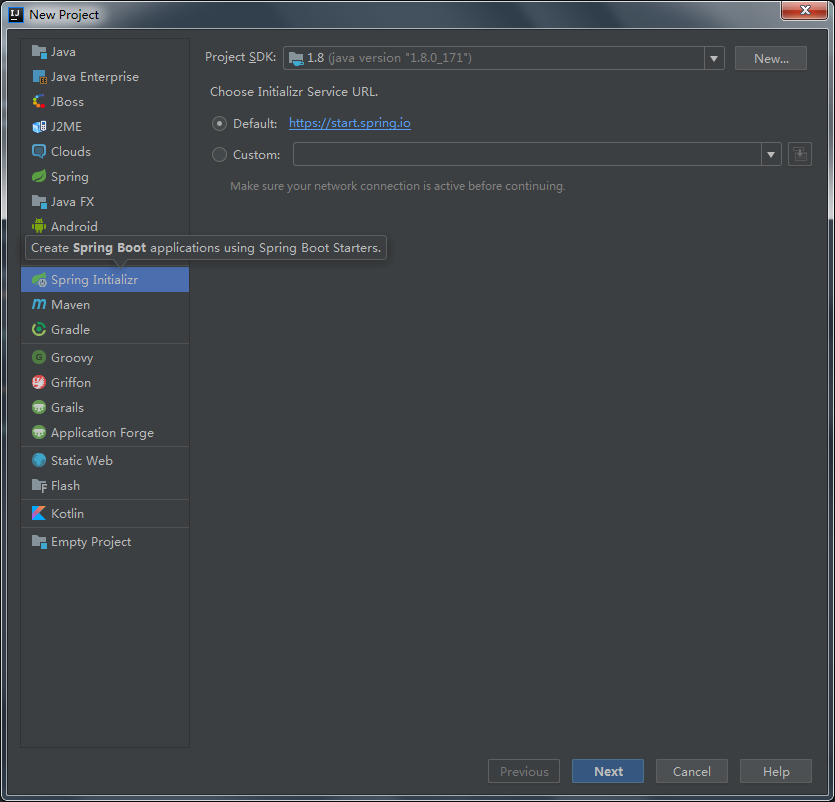 New Project
Java
Java Enterprise
JBoss
J2ME
Clouds
Spring
Java FX
Android
Create Spring Boot applications using Spring Boot Starters.
Spring Initializr
Maven
Gradle
Groovy
Griffon
Grails
Application Forge
Static Web
Flash
Kotlin
Empty Project
Project SDK: 1.8 (java version "1.8.0_171") New...
Choose Initializr Service URL.
Default: https://start.spring.io
Custom:
Make sure your network connection is active before continuing.
Previous Next Cancel Help